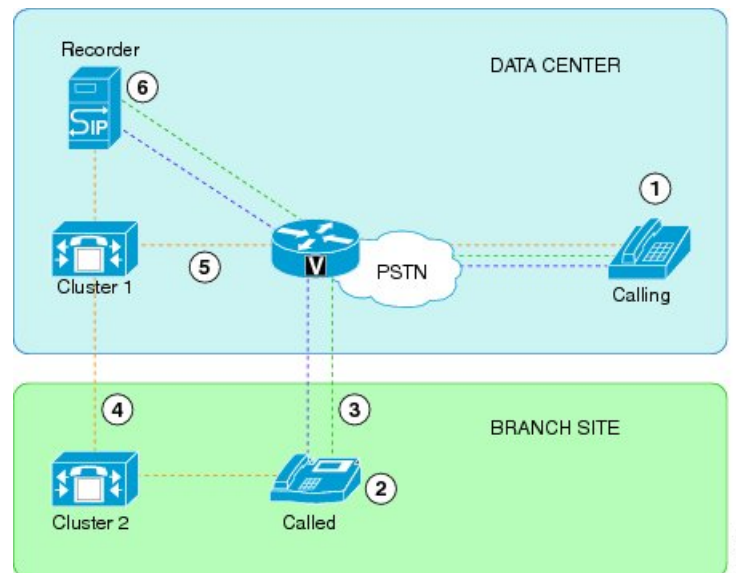 Recorder
DATA CENTER
6
SIP
1
V
PSTN
5
Cluster 1
Calling
4
3
BRANCH SITE
2
Cluster 2
Called